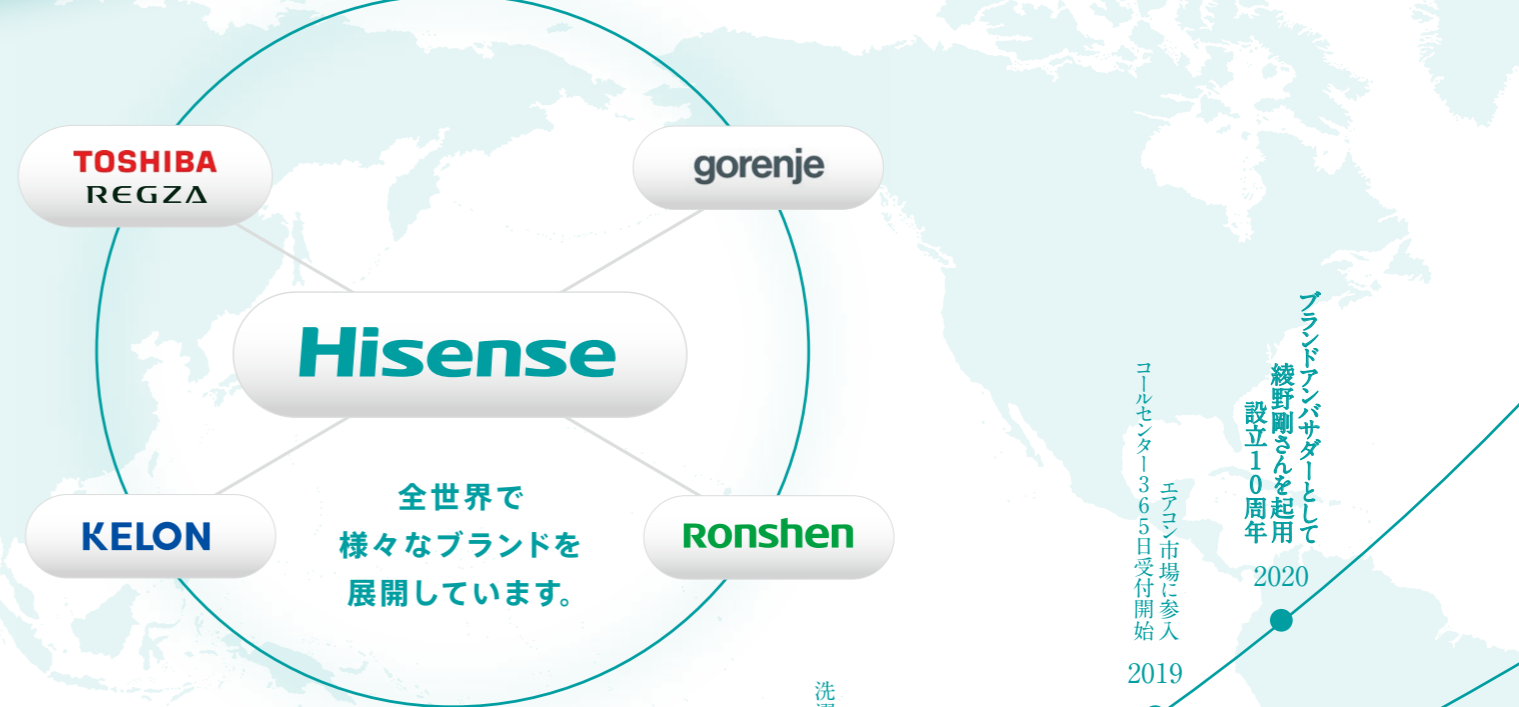 TOSHIBA
REGZA
gorenje
Hisense
KELON
Ronshen
全世界で
様々なブランドを
展開しています。
ブランドアンバサダーとして
綾野剛さんを起用
設立10周年
2020
エアコン市場に参入
コールセンター365日受付開始
2019
洗